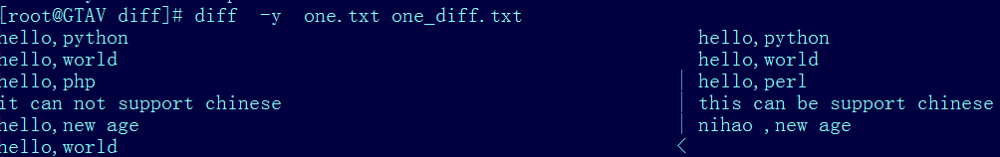 [root@GTAV diff]# diff  -y  one.txt one_diff.txt
hello,python hello,python
hello,world hello,world
hello,php | hello,perl
it can not support chinese | this can be support chinese
hello,new age | nihao ,new age
hello,world <